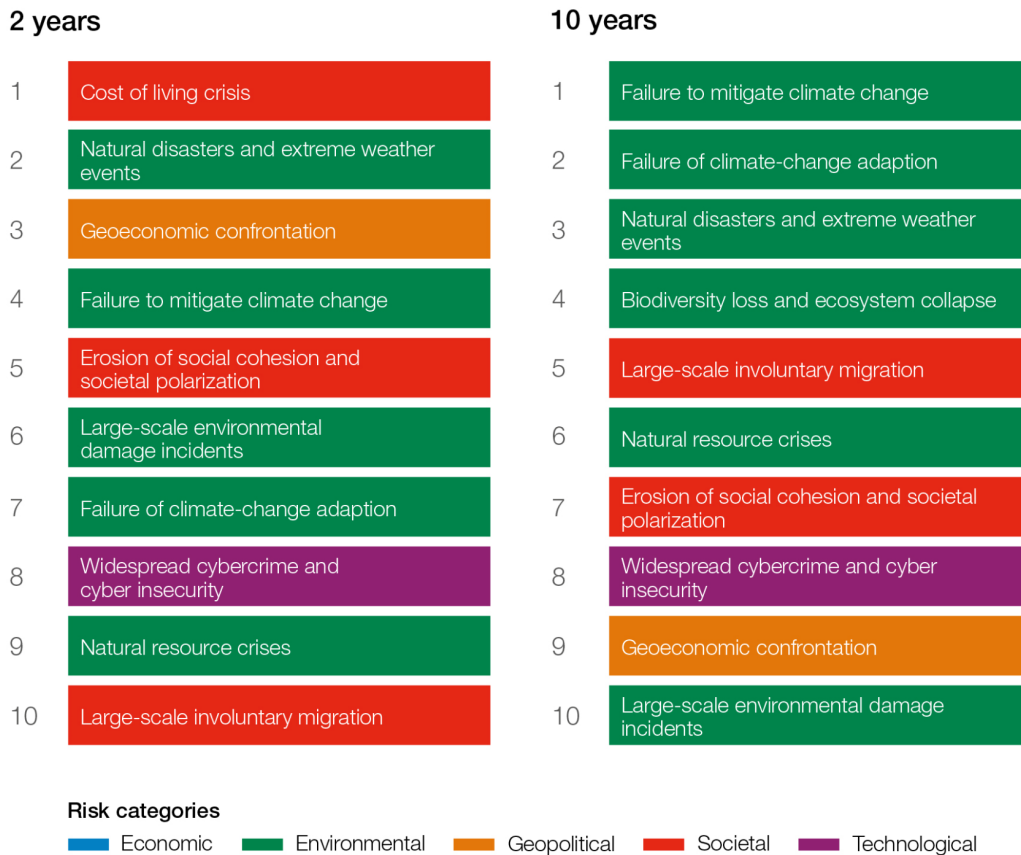 2 years
1
Cost of living crisis
2
Natural disasters and extreme weather
events
3
Geoeconomic confrontation
4
Failure to mitigate climate change
5
Erosion of social cohesion and
societal polarization
6
Large-scale environmental
damage incidents
7
Failure of climate-change adaption
8
Widespread cybercrime and
cyber insecurity
9
Natural resource crises
10
Large-scale involuntary migration
10 years
1
Failure to mitigate climate change
2
Failure of climate-change adaption
3
Natural disasters and extreme weather
events
4
Biodiversity loss and ecosystem collapse
5
Large-scale involuntary migration
6
Natural resource crises
7
Erosion of social cohesion and societal
polarization
8
Widespread cybercrime and cyber
insecurity
9
Geoeconomic confrontation
10
Large-scale environmental damage
incidents
Risk categories
Economic
Environmental
Geopolitical
Societal
Technological